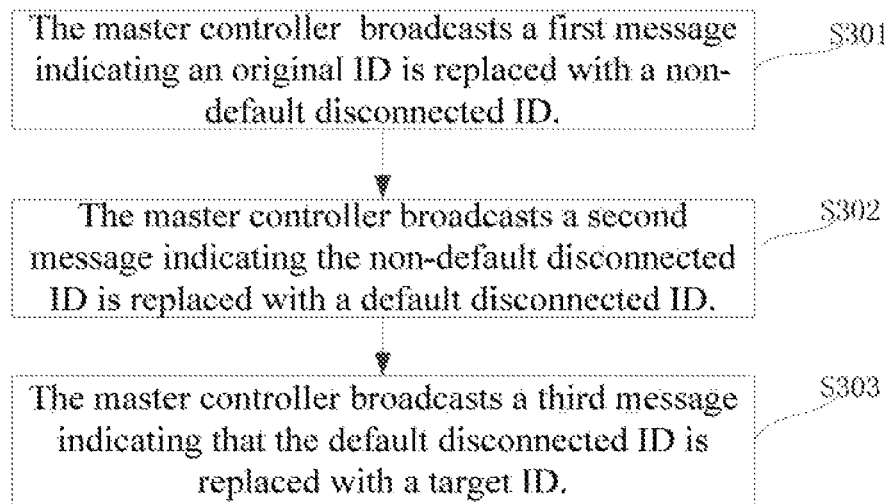 The master controller broadcasts a first message
indicating an original ID is replaced with a non-
default disconnected ID.
S301
The master controller broadcasts a second
message indicating the non-default disconnected
ID is replaced with a default disconnected ID.
S302
The master controller broadcasts a third message
indicating that the default disconnected ID is
replaced with a target ID.
S303